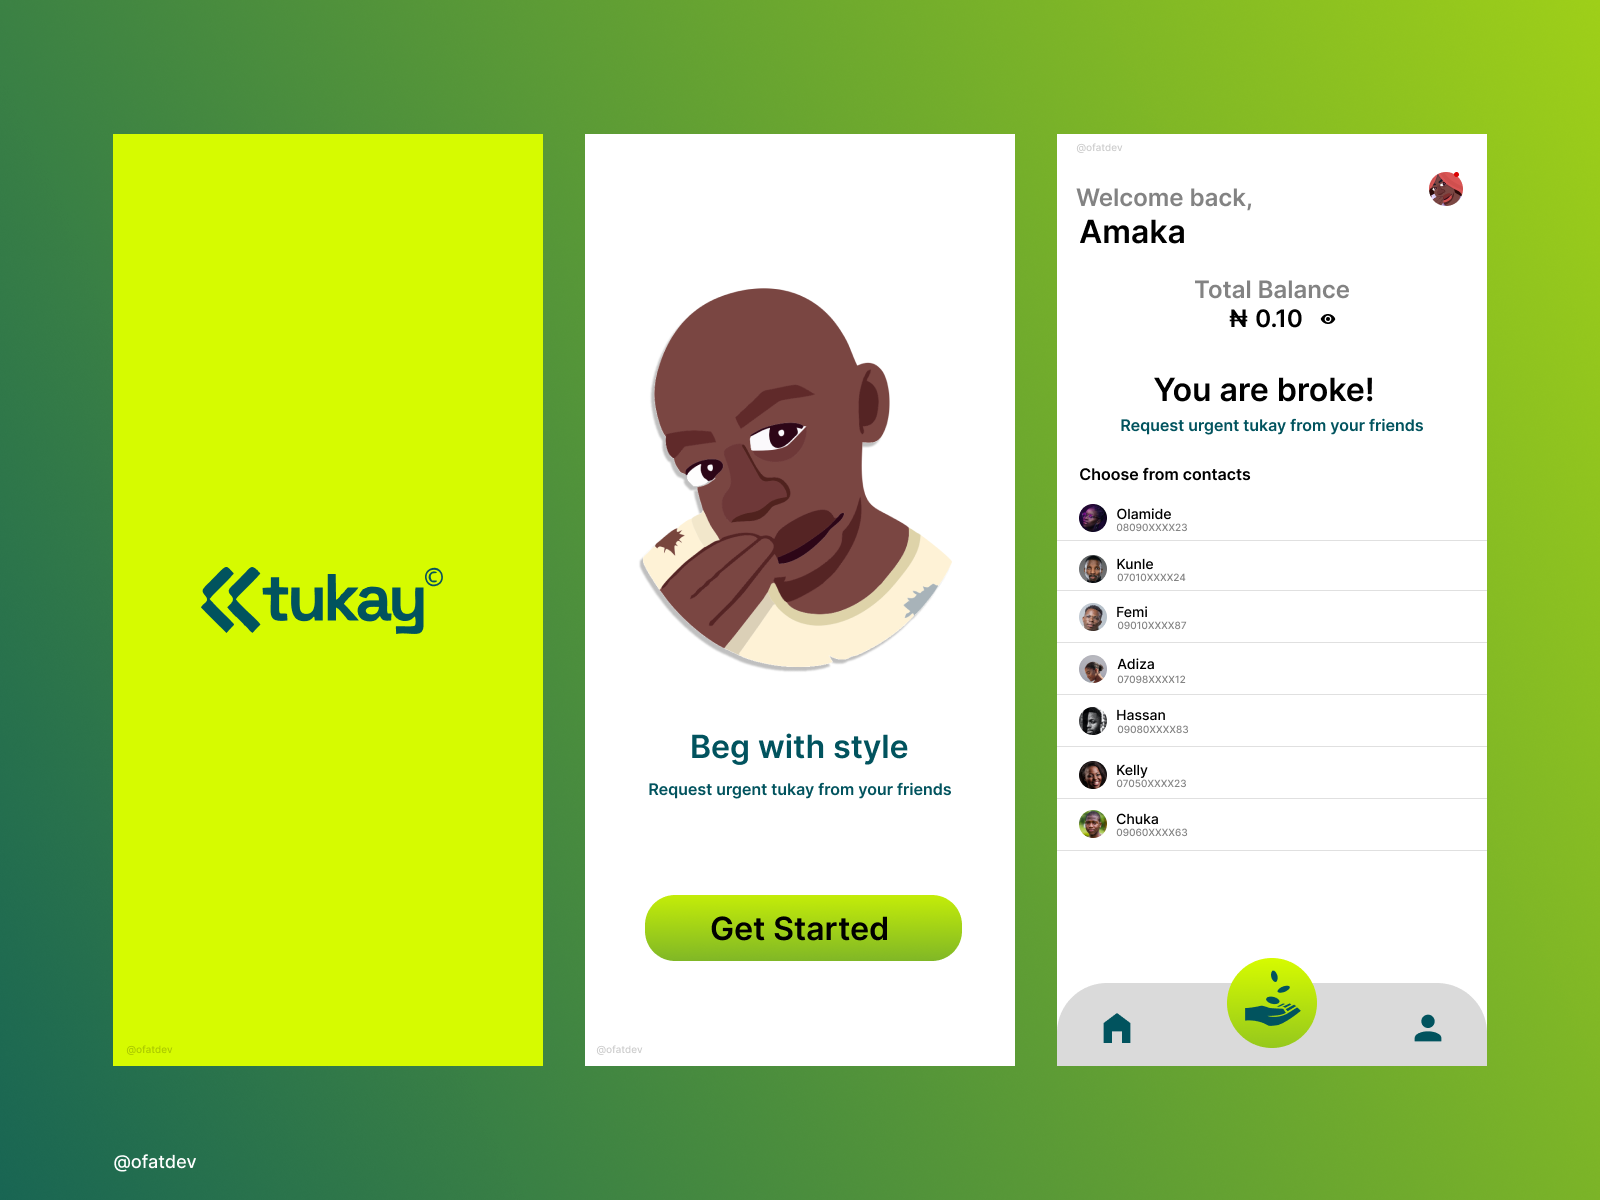 tukay©
@ofatdev
Beg with style
Request urgent tukay from your friends
Get Started
@ofatdev
@ofatdev
Welcome back,
Amaka
Total Balance
₦ 0.10
You are broke!
Request urgent tukay from your friends
Choose from contacts
Olamide
08090XXXX23
Kunle
07010XXXX24
Femi
09010XXXX87
Adiza
07098XXXX12
Hassan
09080XXXX83
Kelly
07050XXXX23
Chuka
09060XXXX63
@ofatdev